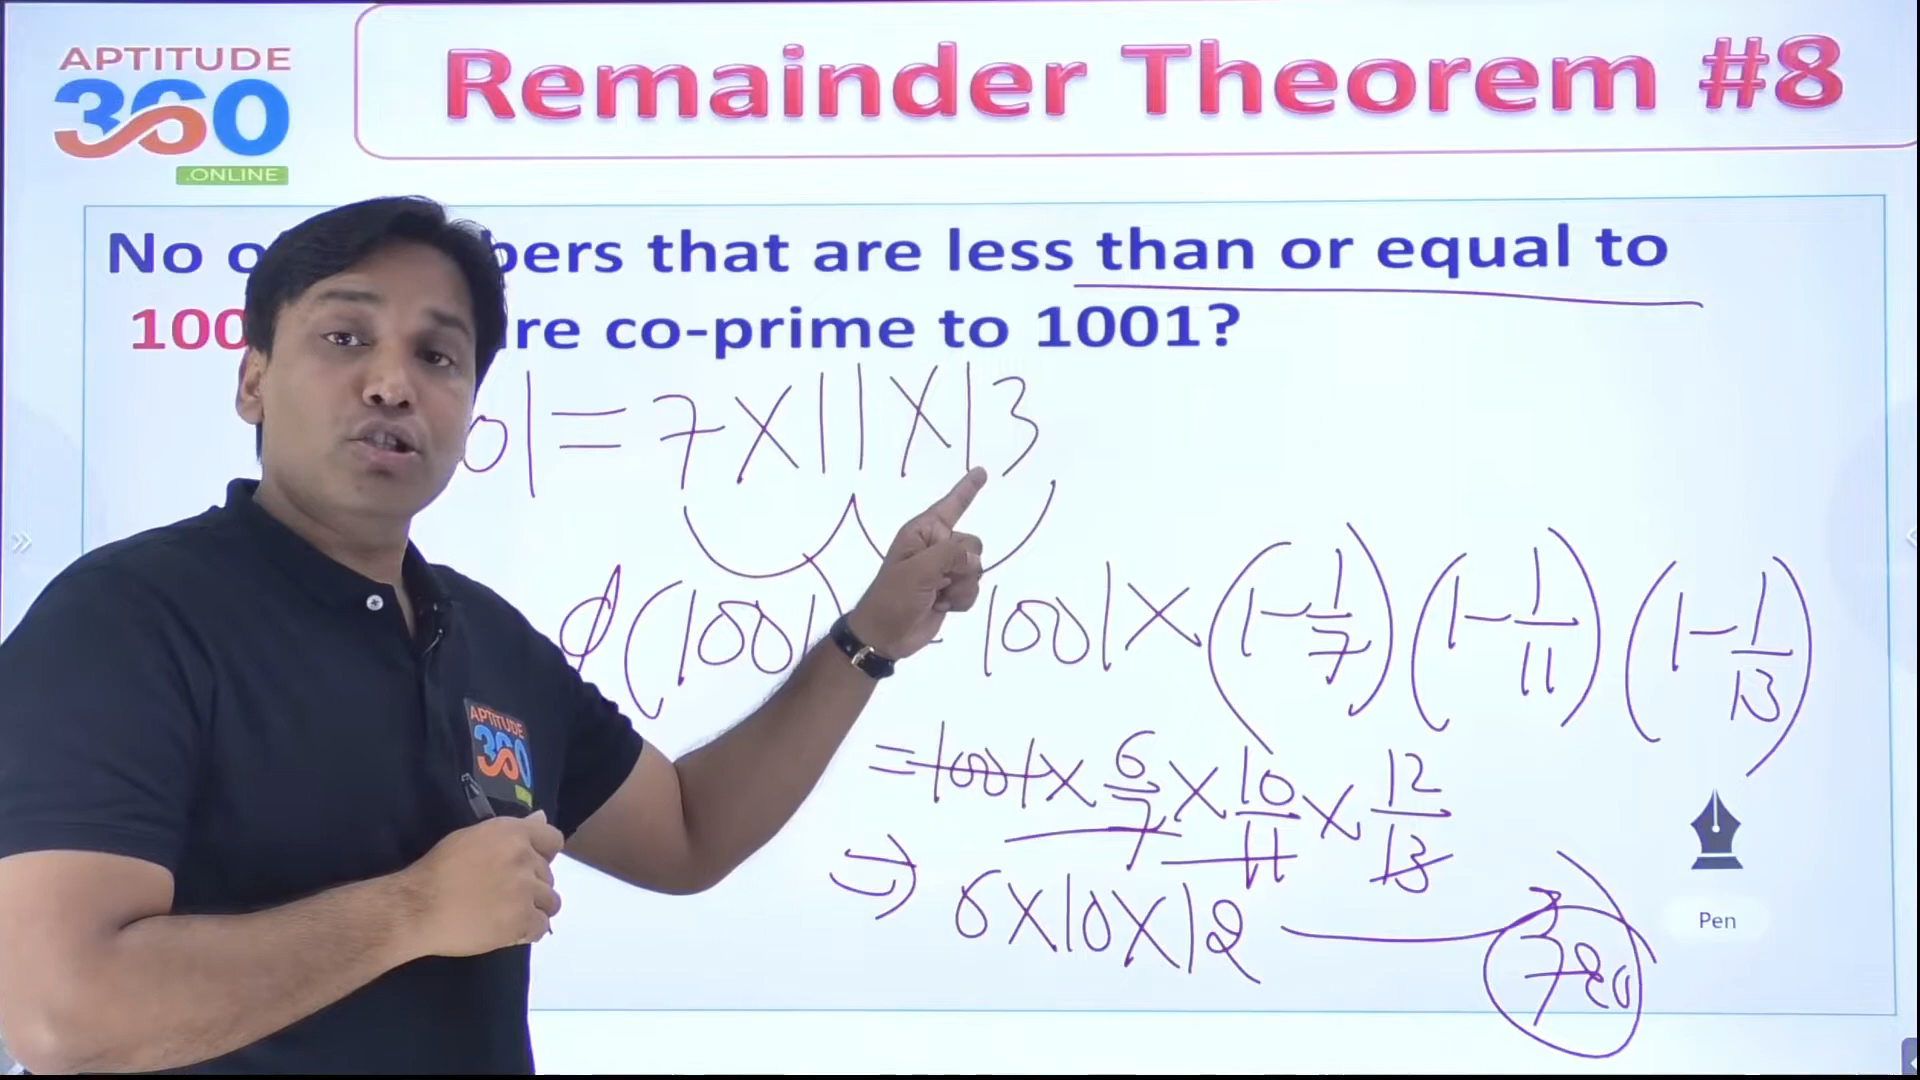 APTITUDE
360
.ONLINE
Remainder Theorem #8
No o bers that are less than or equal to
100 re co-prime to 1001?
01 = 7 X 11 X 13
φ(1001) = 1001 X (1 - 1/7) (1 - 1/11) (1 - 1/13)
= 1001 X 6/7 X 10/11 X 12/13
⇒ 6 X 10 X 12
720
APTITUDE
360
Pen